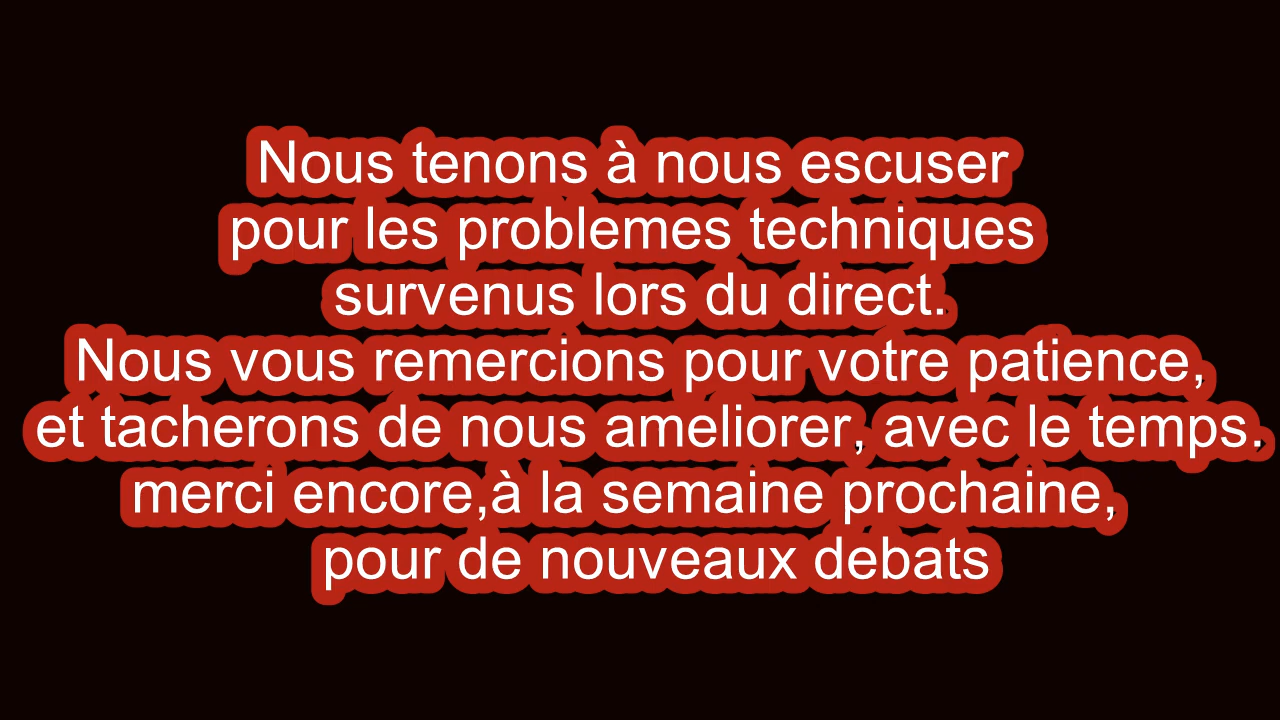 Nous tenons à nous escuser
pour les problemes techniques
survenus lors du direct.
Nous vous remercions pour votre patience,
et tacherons de nous ameliorer, avec le temps.
merci encore,à la semaine prochaine,
pour de nouveaux debats